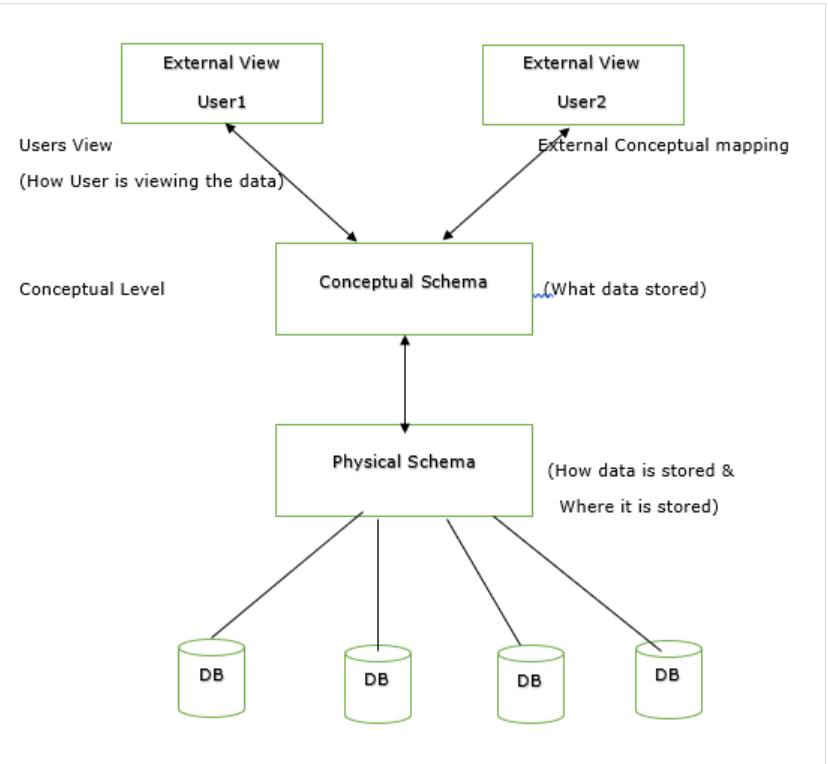 External View
User1
External View
User2
Users View
(How User is viewing the data)
External Conceptual mapping
Conceptual Schema
Conceptual Level
(What data stored)
Physical Schema
(How data is stored &
Where it is stored)
DB
DB
DB
DB